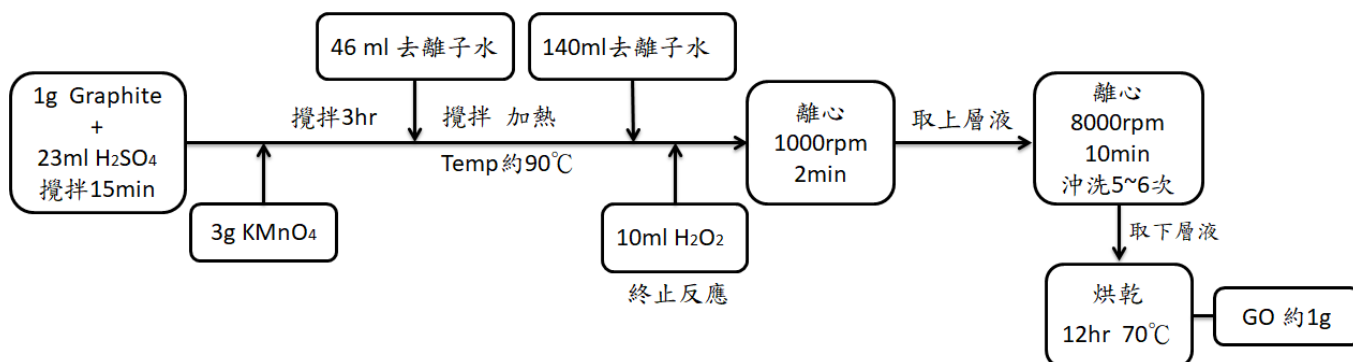 1g Graphite
+
23ml H₂SO₄
攪拌15min
3g KMnO₄
攪拌3hr
46 ml 去離子水
攪拌 加熱
Temp約90℃
140ml去離子水
10ml H₂O₂
終止反應
離心
1000rpm
2min
取上層液
離心
8000rpm
10min
沖洗5~6次
取下層液
烘乾
12hr 70℃
GO 約1g